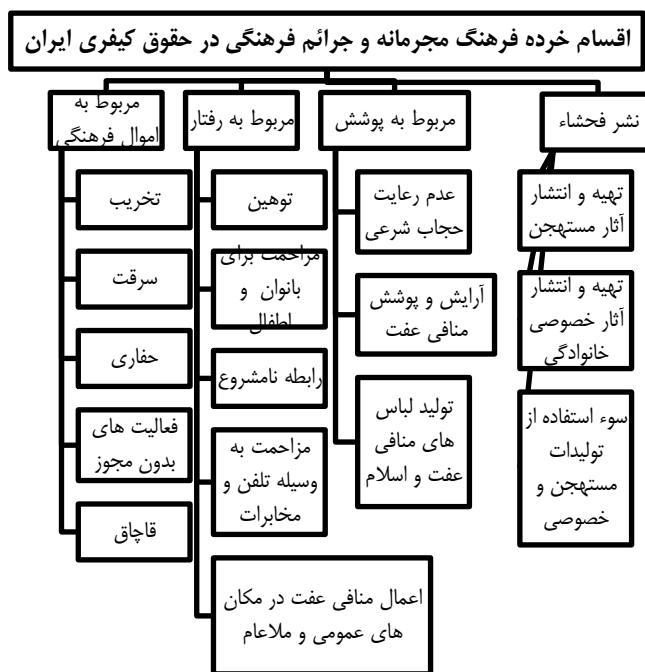 اقسام خرده فرهنگ مجرمانه و جرائم فرهنگی در حقوق کیفری ایران
نشر فحشاء
تهیه و انتشار
آثار مستهجن
تهیه و انتشار
آثار خصوصی
خانوادگی
سوء استفاده از
تولیدات
مستهجن و
خصوصی
مربوط به پوشش
عدم رعایت
حجاب شرعی
آرایش و پوشش
منافی عفت
تولید لباس
های منافی
عفت و اسلام
مربوط به رفتار
توهین
مزاحمت برای
بانوان و
اطفال
رابطه نامشروع
مزاحمت به
وسیله تلفن و
مخابرات
اعمال منافی عفت در مکان
های عمومی و ملاعام
مربوط به
اموال فرهنگی
تخریب
سرقت
حفاری
فعالیت های
بدون مجوز
قاچاق